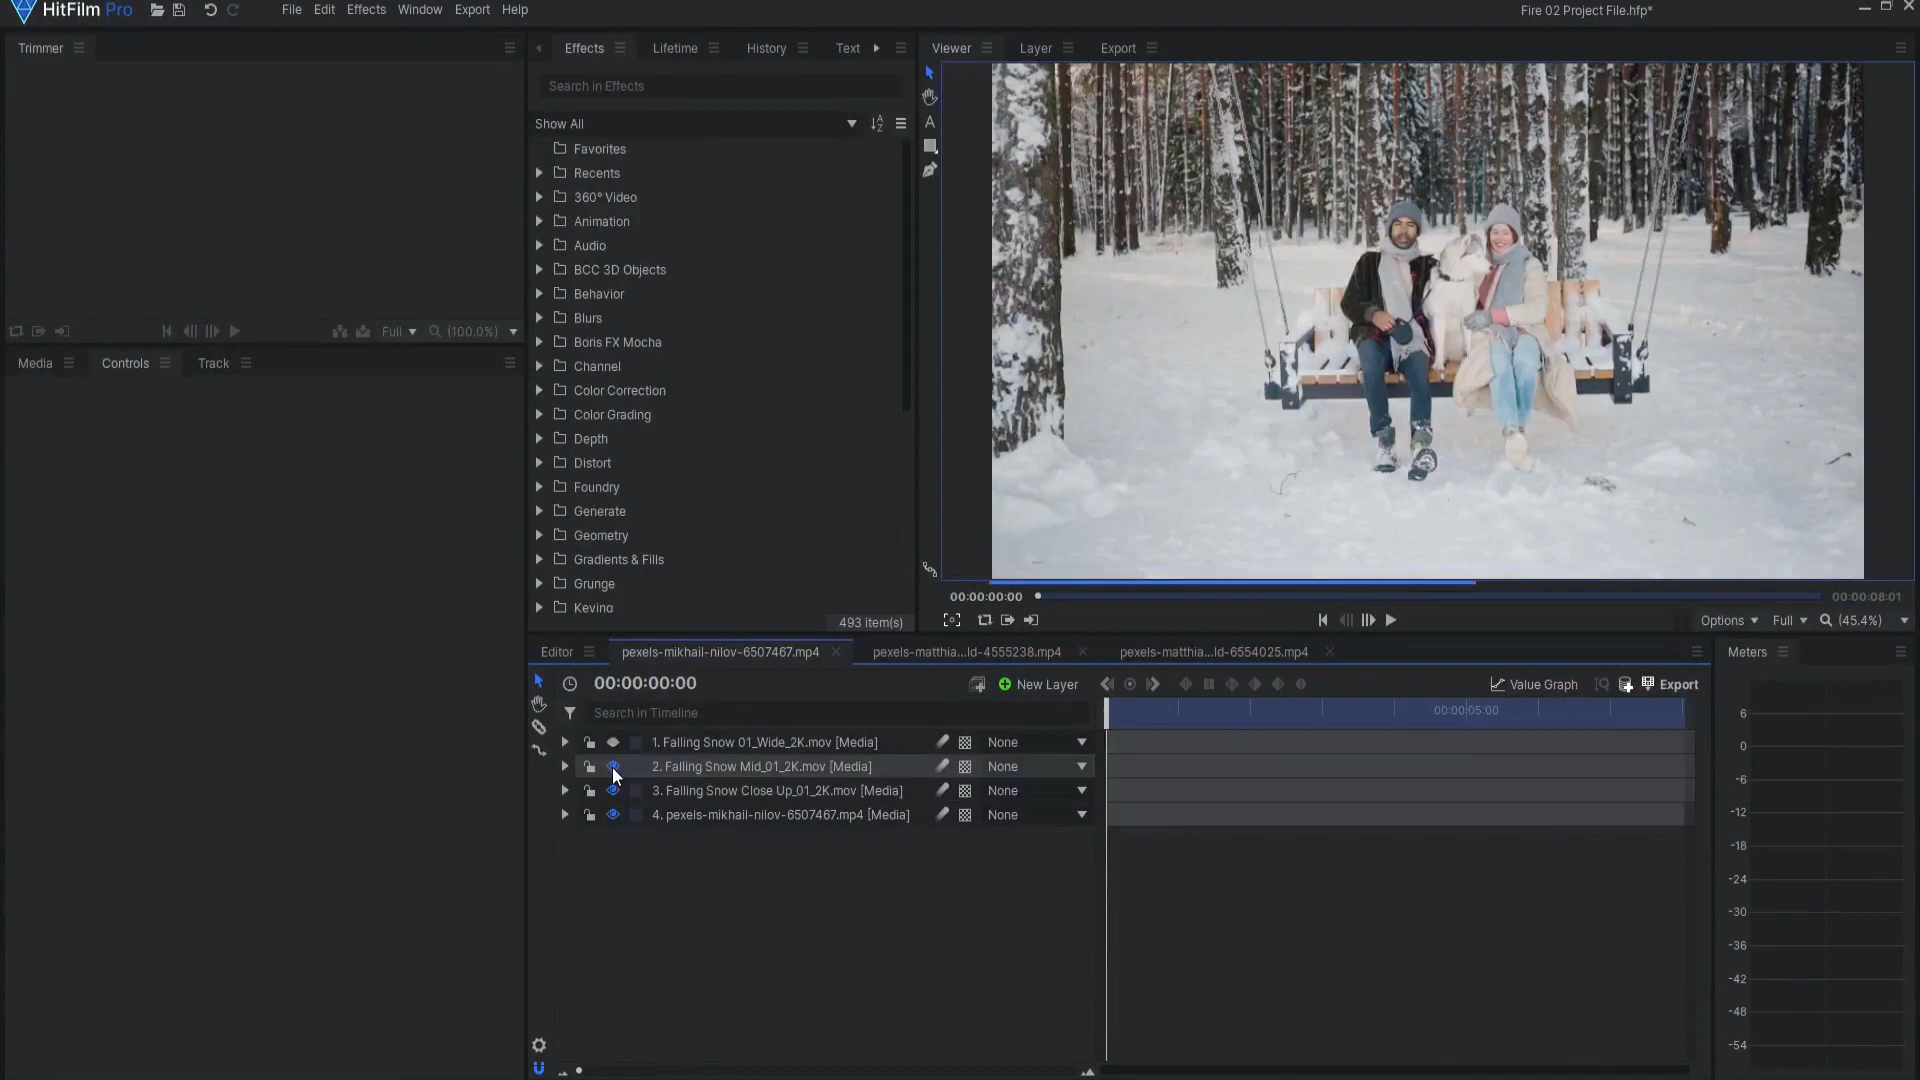 HitFilm Pro
File Edit Effects Window Export Help
Fire 02 Project File.hfp*
Trimmer
Full
(100.0%)
Media Controls Track
Effects Lifetime History Text
Search in Effects
Show All
Favorites
Recents
360° Video
Animation
Audio
BCC 3D Objects
Behavior
Blurs
Boris FX Mocha
Channel
Color Correction
Color Grading
Depth
Distort
Foundry
Generate
Geometry
Gradients & Fills
Grunge
Keying
493 item(s)
Viewer Layer Export
A
00:00:00:00
00:00:08:01
Options Full (45.4%)
Editor pexels-mikhail-nilov-6507467.mp4 pexels-matthia...ld-4555238.mp4 pexels-matthia...ld-6554025.mp4
00:00:00:00 New Layer Value Graph Export
Search in Timeline
00:00:05:00
1. Falling Snow 01_Wide_2K.mov [Media] None
2. Falling Snow Mid_01_2K.mov [Media] None
3. Falling Snow Close Up_01_2K.mov [Media] None
4. pexels-mikhail-nilov-6507467.mp4 [Media] None
Meters
6
0
-6
-12
-18
-24
-30
-36
-42
-48
-54